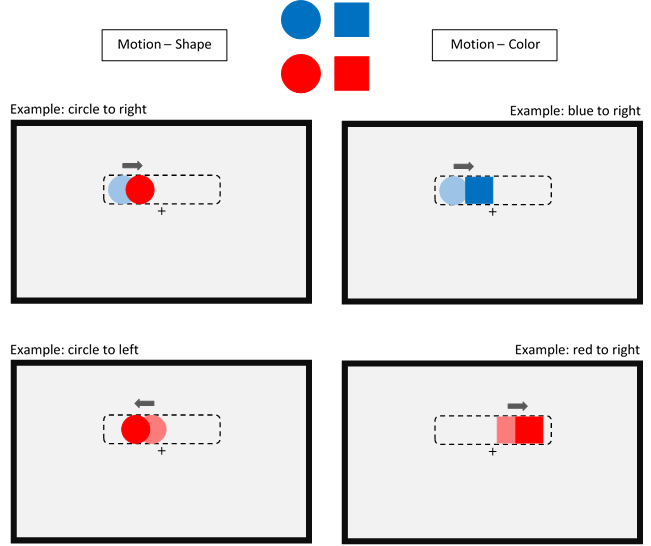 Motion – Shape
Motion – Color
Example: circle to right
Example: blue to right
+
+
Example: circle to left
Example: red to right
+
+